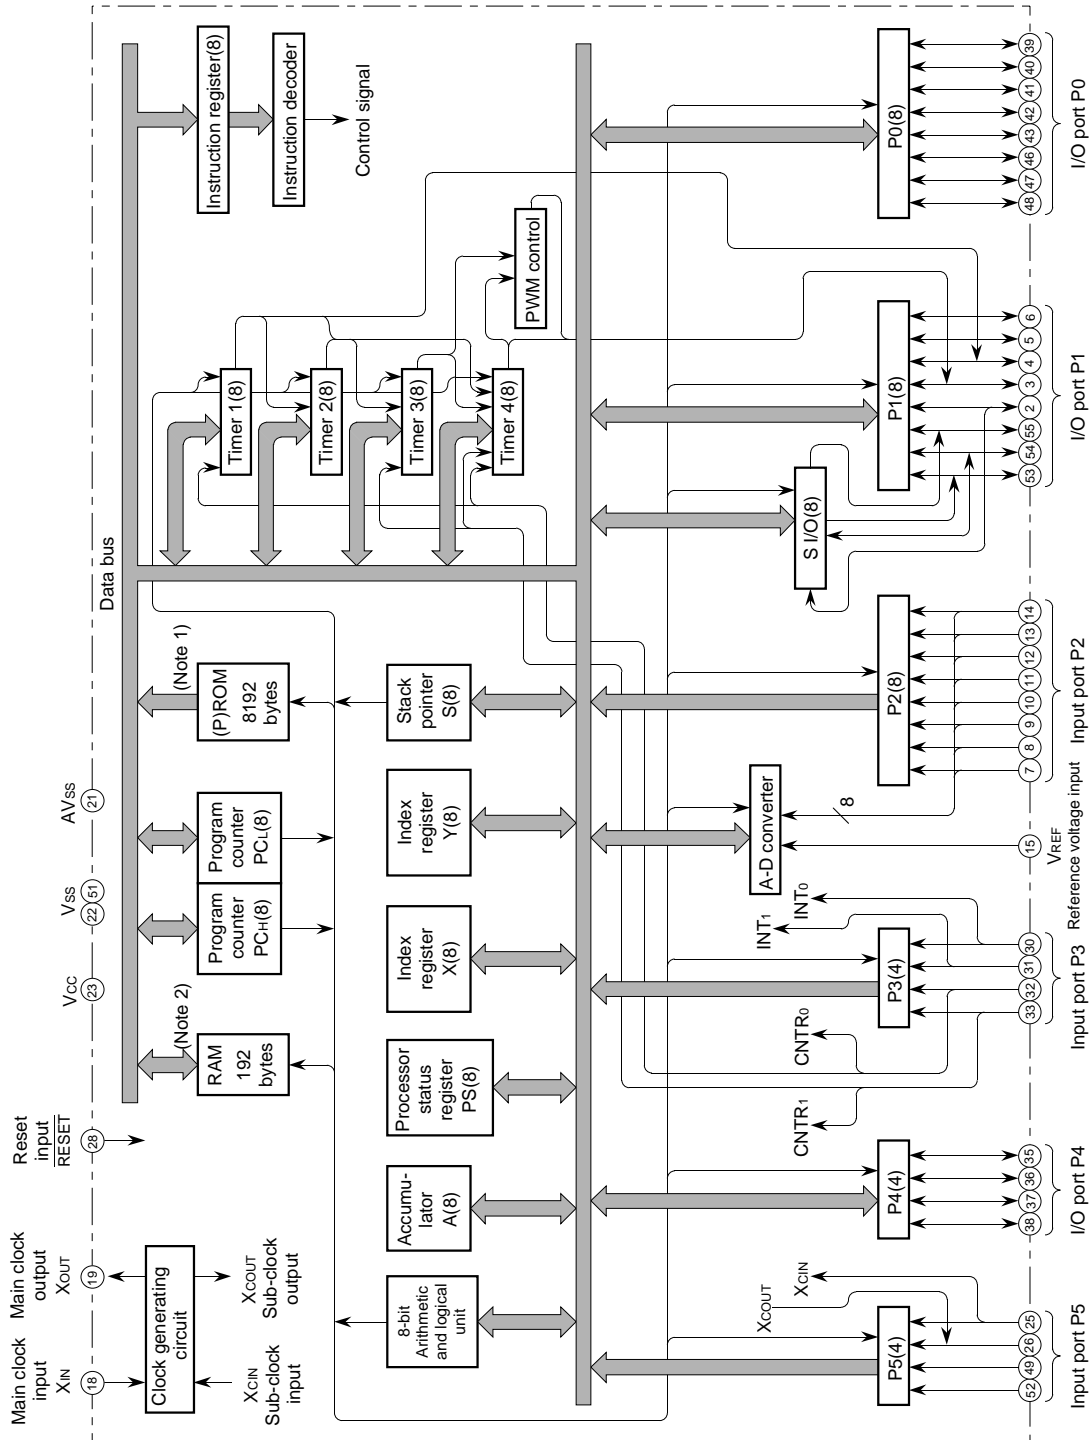 Main clock
input
XIN
18
Main clock
output
XOUT
19
Reset
input
RESET
28
VCC
23
VSS
22
51
AVSS
21
Data bus
Clock generating
circuit
XCIN
Sub-clock
input
XCOUT
Sub-clock
output
RAM
192
bytes
(Note 2)
Program
counter
PCH(8)
Program
counter
PCL(8)
(P)ROM
8192
bytes
(Note 1)
Timer 1(8)
Timer 2(8)
Timer 3(8)
Timer 4(8)
PWM control
Instruction register(8)
Instruction decoder
Control signal
8-bit
Arithmetic
and logical
unit
Accumu-
lator
A(8)
Processor
status
register
PS(8)
Index
register
X(8)
Index
register
Y(8)
Stack
pointer
S(8)
XCOUT
XCIN
CNTR1
CNTR0
INT1
INT0
A-D converter
8
S I/O(8)
P5(4)
P4(4)
P3(4)
P2(8)
P1(8)
P0(8)
52
49
26
25
38
37
36
35
33
32
31
30
15
7
8
9
10
11
12
13
14
53
54
55
2
3
4
5
6
48
47
46
43
42
41
40
39
VREF
Reference voltage input
Input port P5
I/O port P4
Input port P3
Input port P2
I/O port P1
I/O port P0